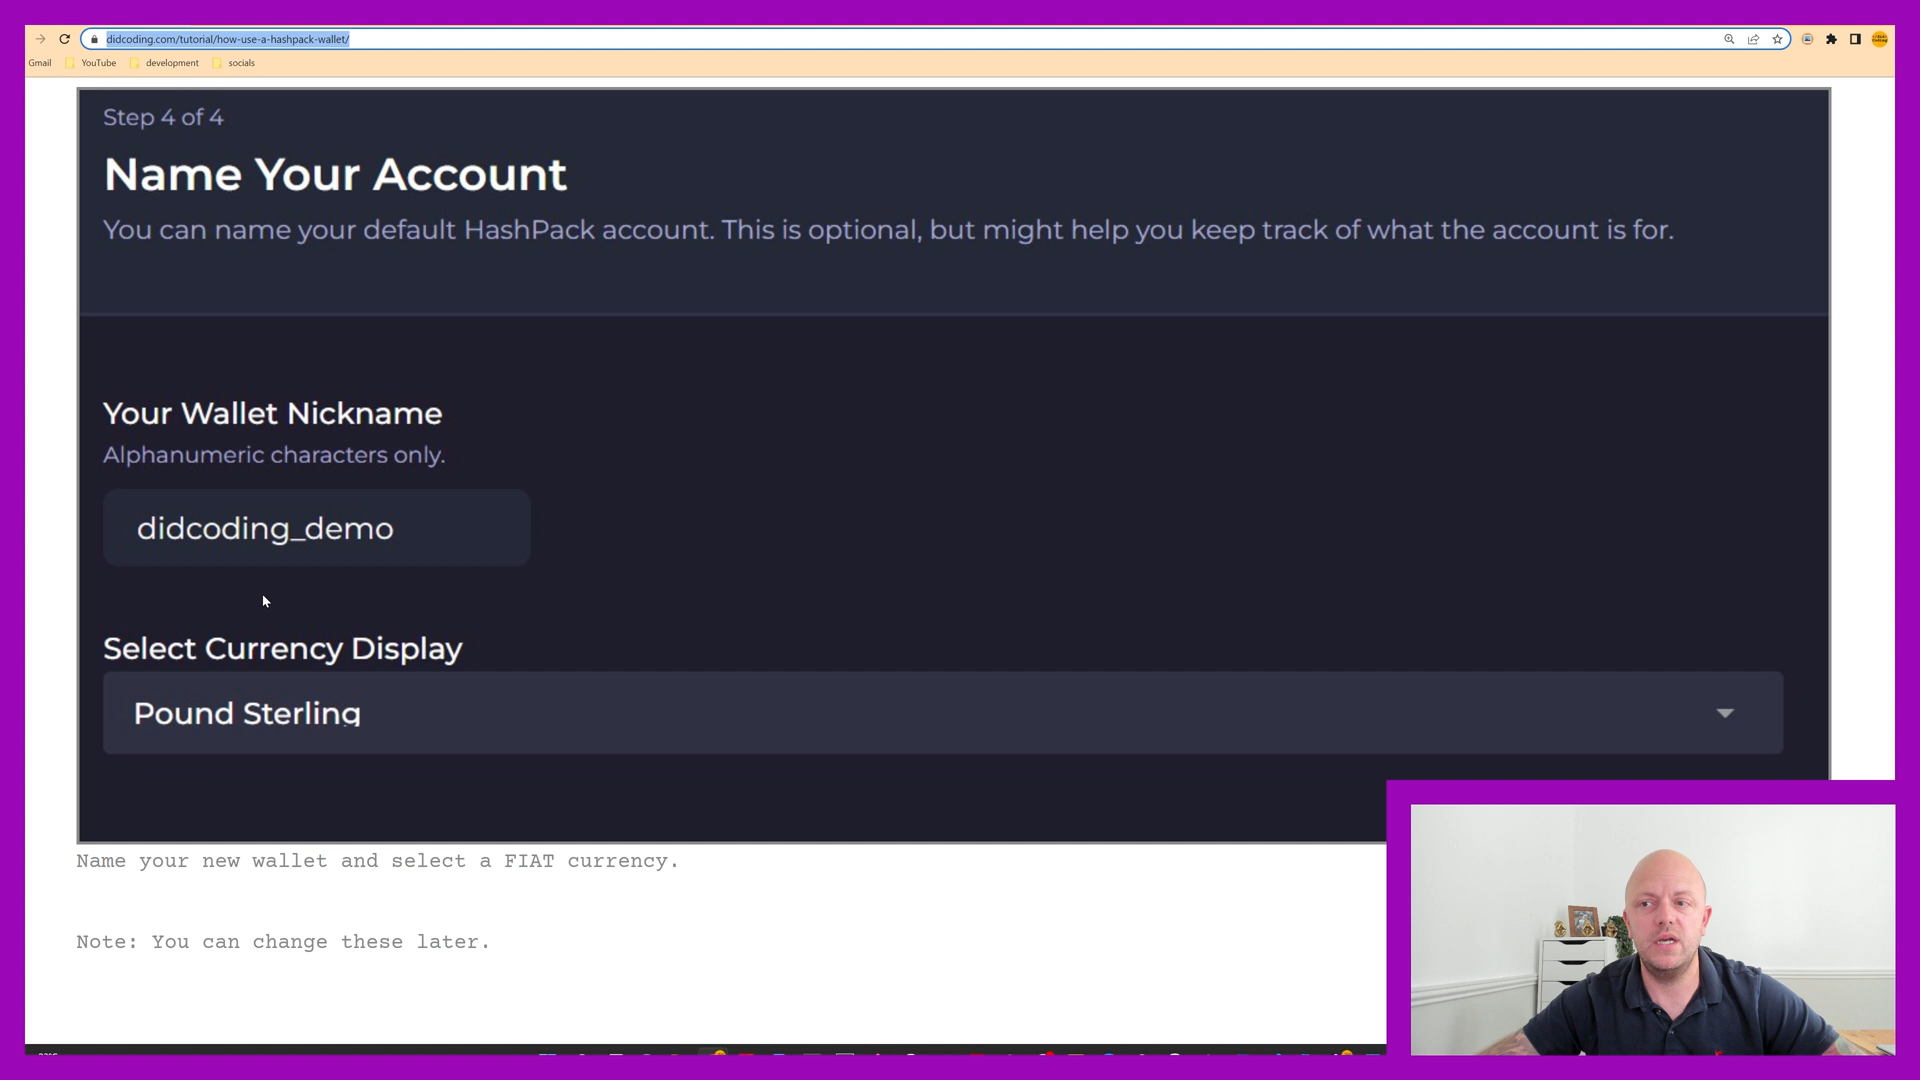 didcoding.com/tutorial/how-use-a-hashpack-wallet/
Gmail YouTube development socials
Step 4 of 4
Name Your Account
You can name your default HashPack account. This is optional, but might help you keep track of what the account is for.
Your Wallet Nickname
Alphanumeric characters only.
didcoding_demo
Select Currency Display
Pound Sterling
Name your new wallet and select a FIAT currency.
Note: You can change these later.